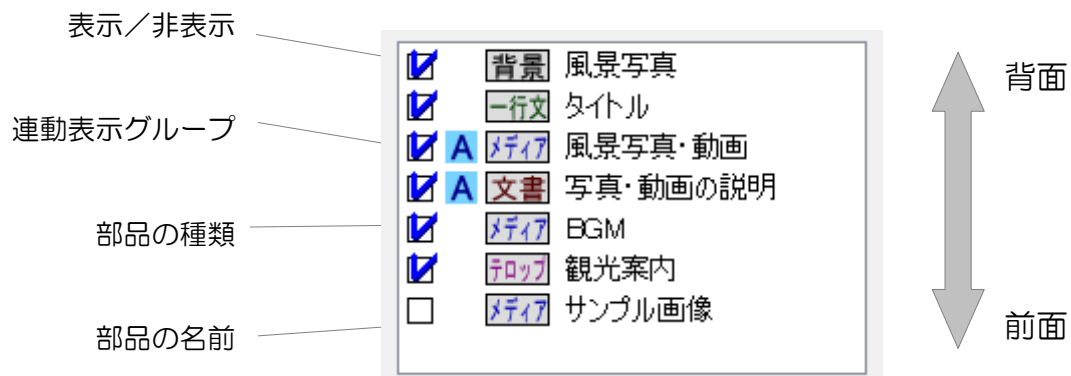 表示／非表示
連動表示グループ
部品の種類
部品の名前
背景 風景写真
一行文 タイトル
A メディア 風景写真・動画
A 文書 写真・動画の説明
メディア BGM
テロップ 観光案内
メディア サンプル画像
背面
前面